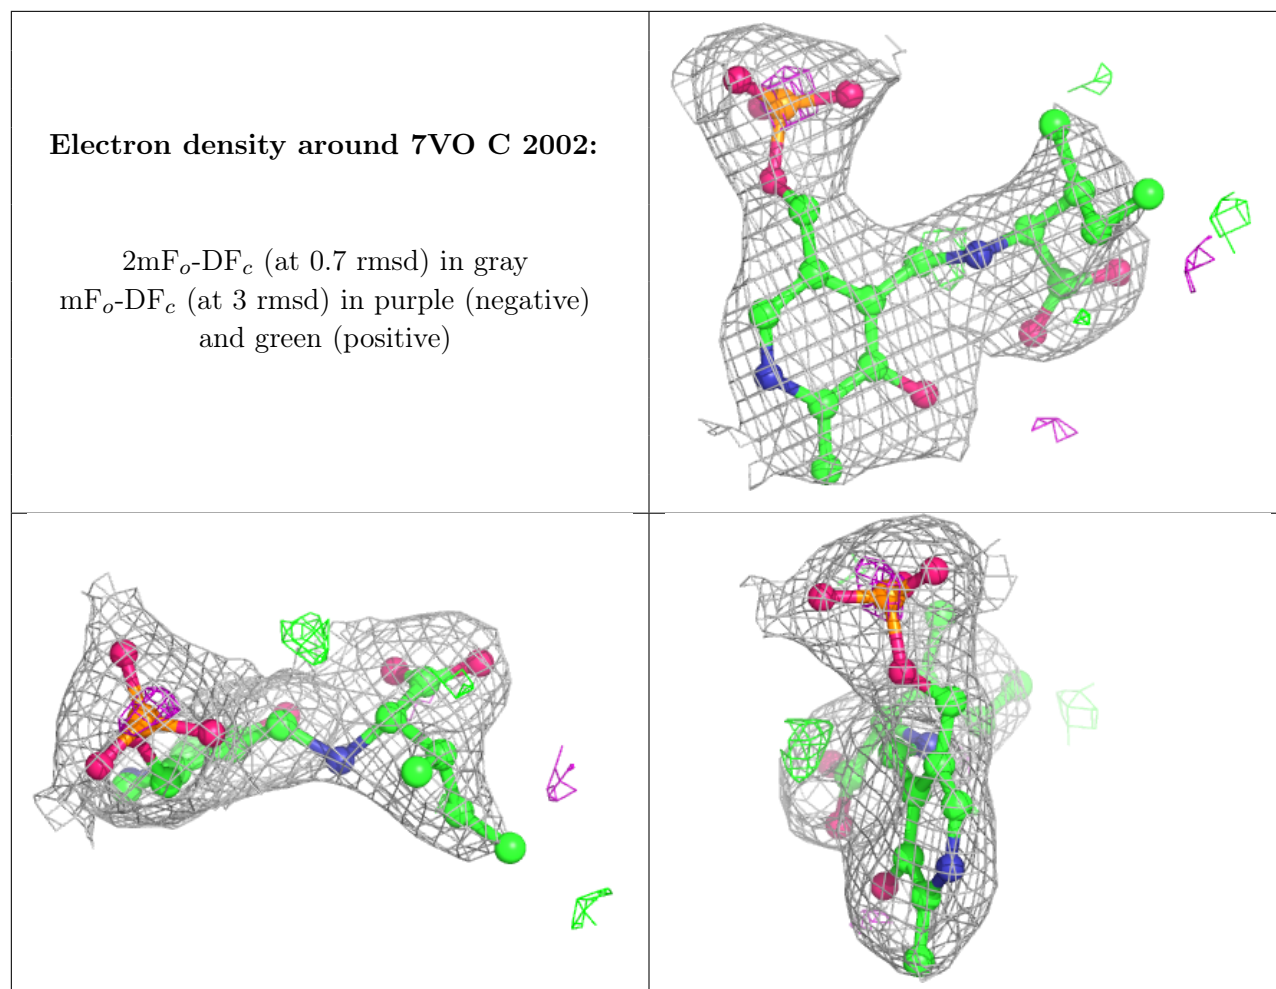 Electron density around 7VO C 2002:
2mFo-DFc (at 0.7 rmsd) in gray
mFo-DFc (at 3 rmsd) in purple (negative)
and green (positive)